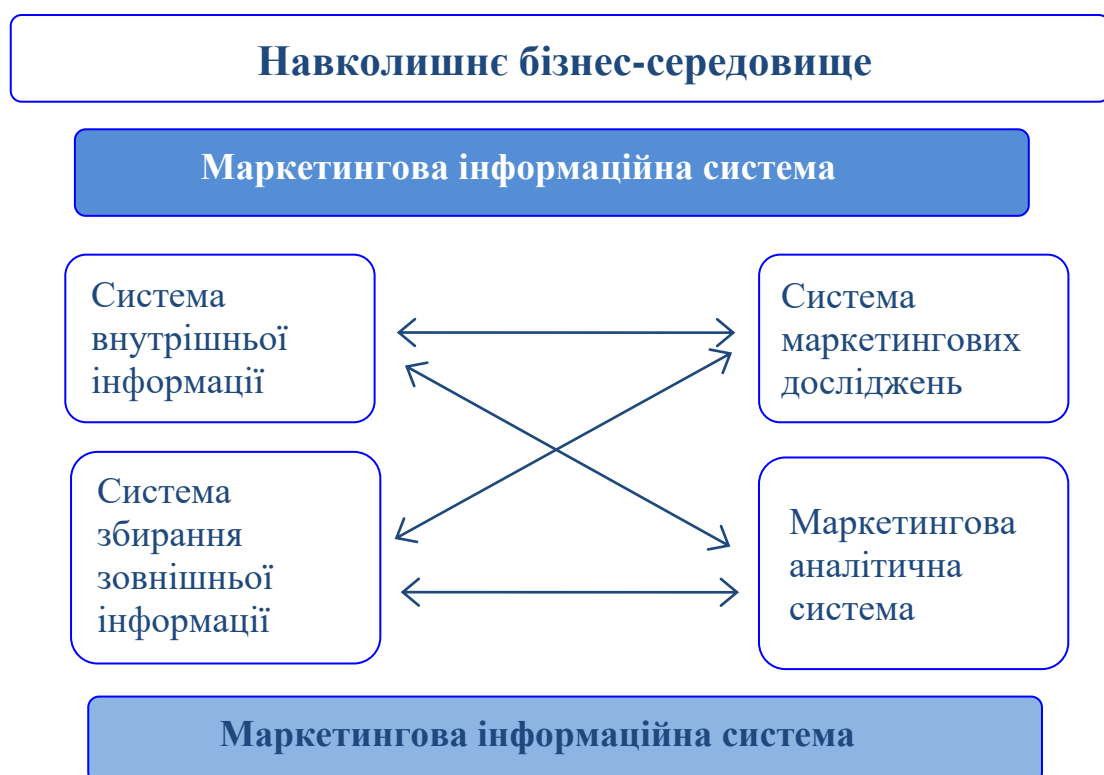 Навколишнє бізнес-середовище
Маркетингова інформаційна система
Система
внутрішньої
інформації
Система
маркетингових
досліджень
Система
збирання
зовнішньої
інформації
Маркетингова
аналітична
система
Маркетингова інформаційна система